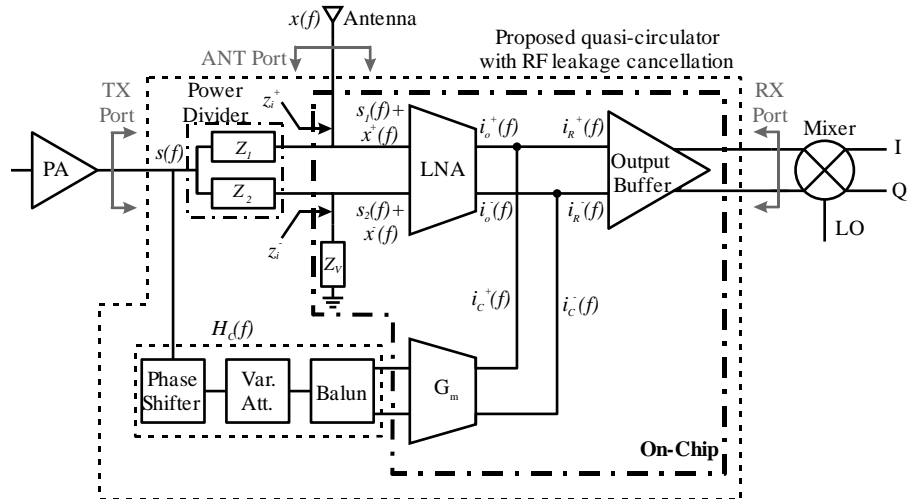 x(f) Antenna
Proposed quasi-circulator
with RF leakage cancellation
ANT Port
TX
Port
Power
Divider
RX
Port
Mixer
z_i^+
s_1(f)+
x^+(f)
i_o^+(f)
i_R^+(f)
s(f)
Z_1
PA
LNA
Output
Buffer
I
Z_2
Q
s_2(f)+
x^-(f)
i_o^-(f)
i_R^-(f)
LO
z_i^-
Z_V
i_C^+(f)
i_C^-(f)
H_C(f)
Phase
Shifter
Var.
Att.
Balun
G_m
On-Chip